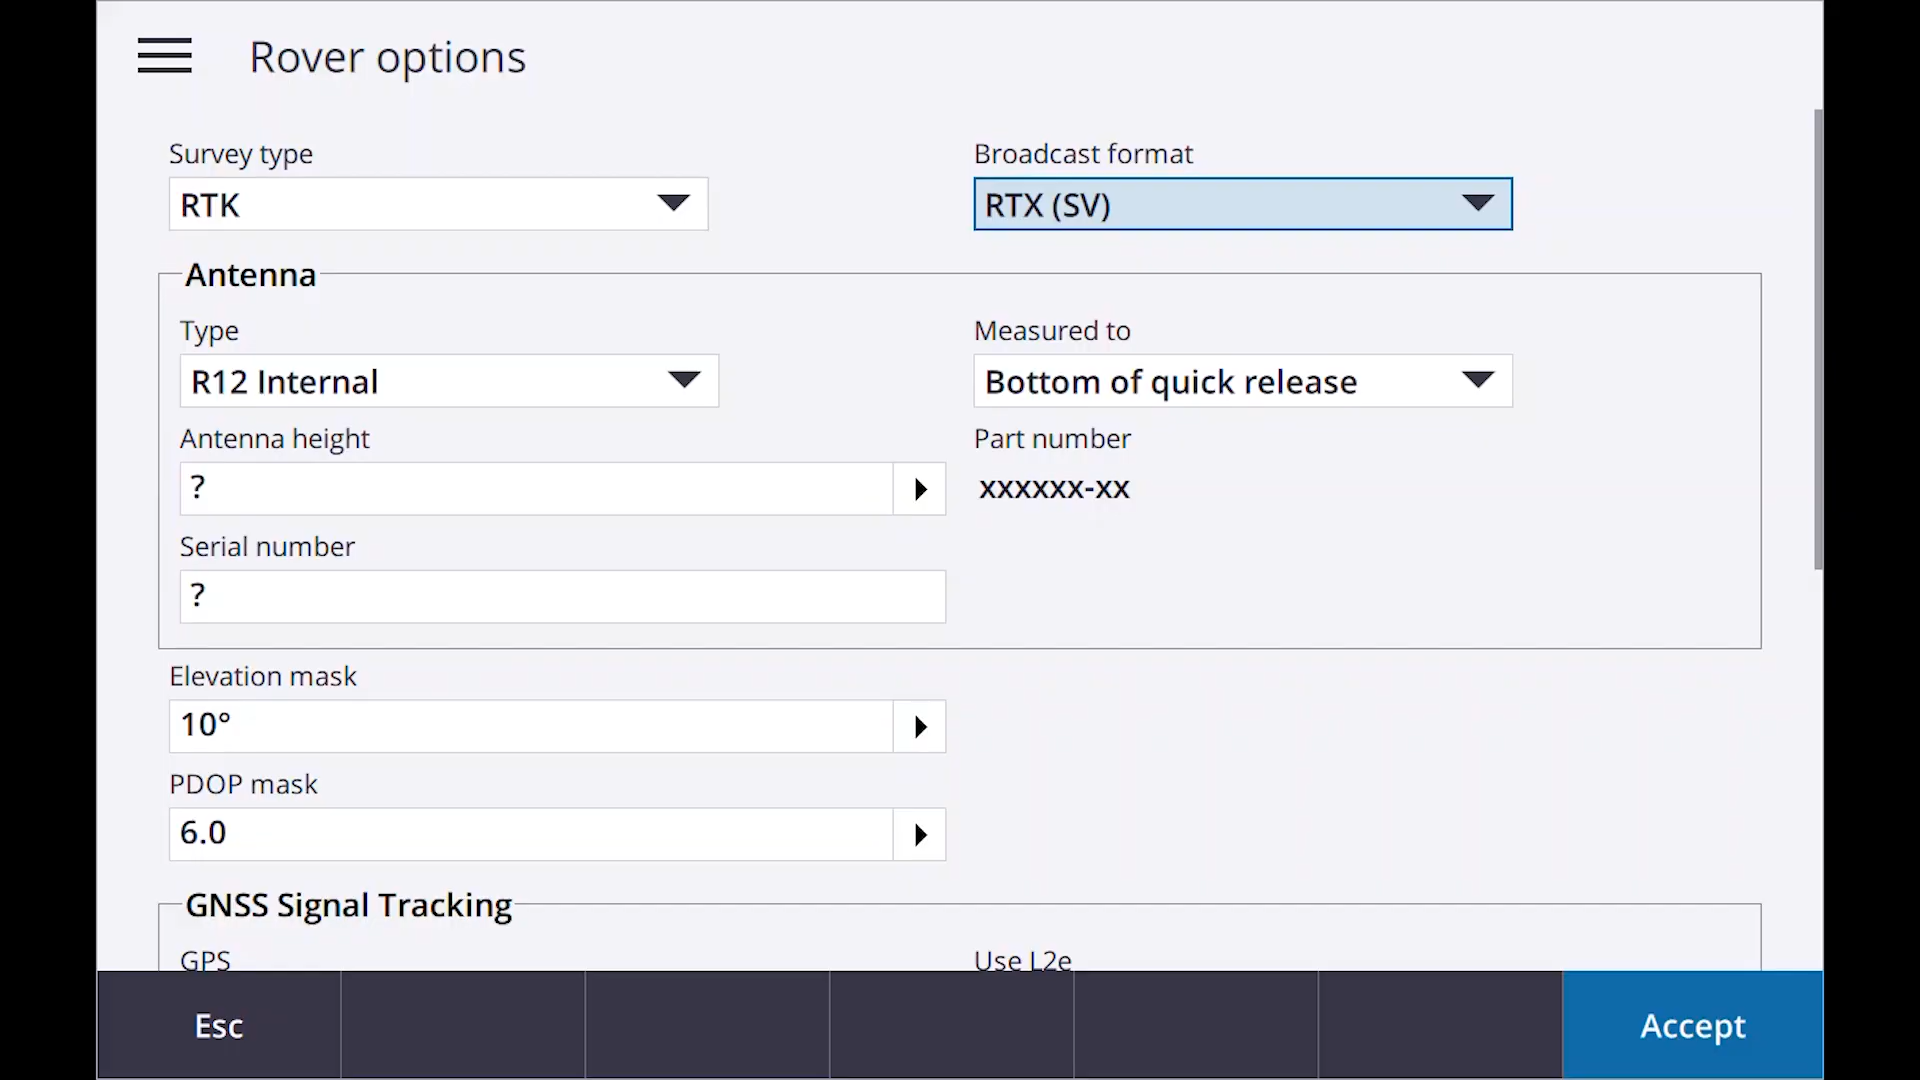 Rover options
Survey type
RTK
Broadcast format
RTX (SV)
Antenna
Type
R12 Internal
Measured to
Bottom of quick release
Antenna height
?
Part number
xxxxxx-xx
Serial number
?
Elevation mask
10°
PDOP mask
6.0
GNSS Signal Tracking
GPS
Use L2e
Esc
Accept